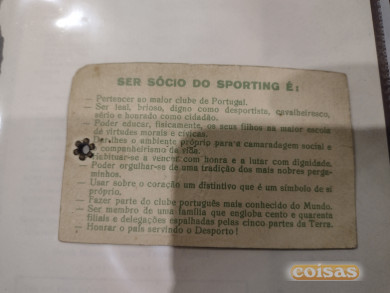 SER SÓCIO DO SPORTING É:
— Pertencer ao maior clube de Portugal.
— Ser leal, brioso, digno como desportista, cavalheiresco,
sério e honrado como cidadão.
— Poder educar, fisicamente, os seus filhos na maior escola
de virtudes morais e cívicas.
— Dar-lhes o ambiente próprio para a camaradagem social e
companheirismo da vida.
— Habituar-se a vencer com honra e a lutar com dignidade.
— Poder orgulhar-se de uma tradição dos mais nobres perga-
minhos.
— Usar sobre o coração um distintivo que é um símbolo de si
próprio.
— Fazer parte do clube português mais conhecido do Mundo.
— Ser membro de uma família que engloba cento e quarenta
filiais e delegações espalhadas pelas cinco partes da Terra.
— Honrar o país servindo o Desporto!
coisas